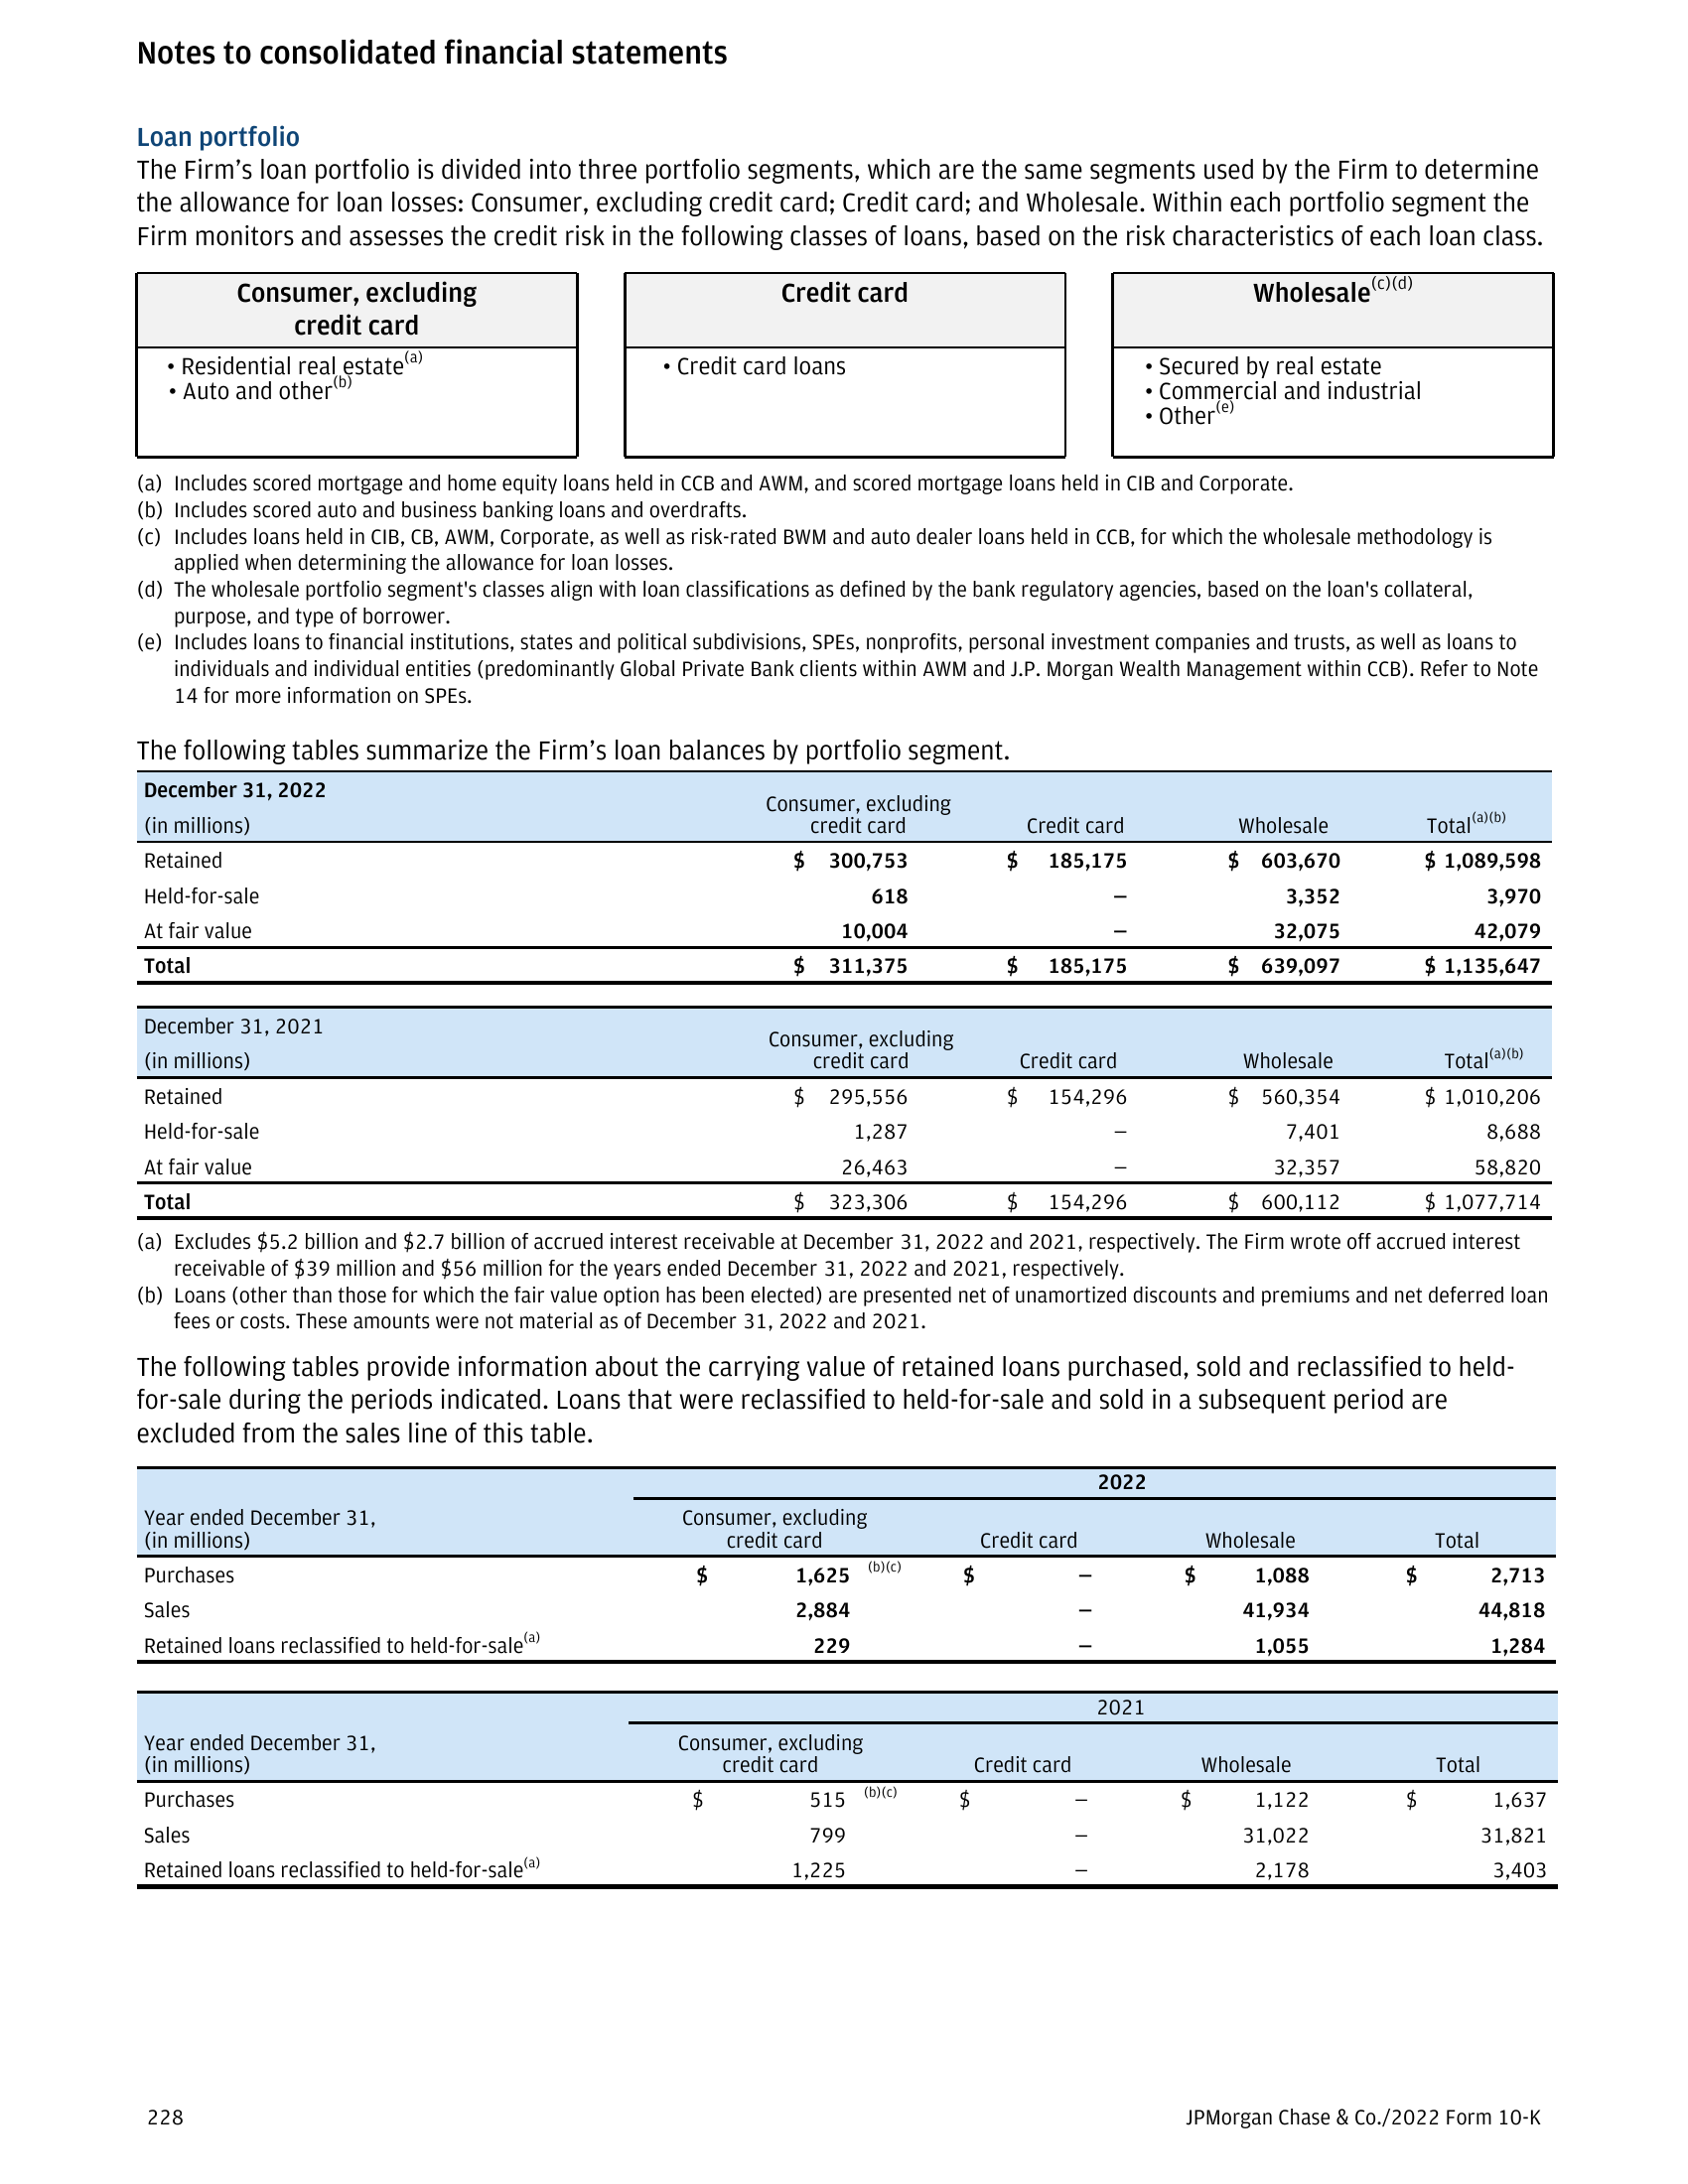 Notes to consolidated financial statements
Loan portfolio
The Firm’s loan portfolio is divided into three portfolio segments, which are the same segments used by the Firm to determine
the allowance for loan losses: Consumer, excluding credit card; Credit card; and Wholesale. Within each portfolio segment the
Firm monitors and assesses the credit risk in the following classes of loans, based on the risk characteristics of each loan class.
Consumer, excluding
credit card
• Residential real estate(a)
• Auto and other(b)
Credit card
• Credit card loans
Wholesale(c)(d)
• Secured by real estate
• Commercial and industrial
• Other(e)
(a) Includes scored mortgage and home equity loans held in CCB and AWM, and scored mortgage loans held in CIB and Corporate.
(b) Includes scored auto and business banking loans and overdrafts.
(c) Includes loans held in CIB, CB, AWM, Corporate, as well as risk-rated BWM and auto dealer loans held in CCB, for which the wholesale methodology is
applied when determining the allowance for loan losses.
(d) The wholesale portfolio segment's classes align with loan classifications as defined by the bank regulatory agencies, based on the loan's collateral,
purpose, and type of borrower.
(e) Includes loans to financial institutions, states and political subdivisions, SPEs, nonprofits, personal investment companies and trusts, as well as loans to
individuals and individual entities (predominantly Global Private Bank clients within AWM and J.P. Morgan Wealth Management within CCB). Refer to Note
14 for more information on SPEs.
The following tables summarize the Firm’s loan balances by portfolio segment.
December 31, 2022
(in millions) Consumer, excluding credit card Credit card Wholesale Total(a)(b)
Retained $ 300,753 $ 185,175 $ 603,670 $ 1,089,598
Held-for-sale 618 – 3,352 3,970
At fair value 10,004 – 32,075 42,079
Total $ 311,375 $ 185,175 $ 639,097 $ 1,135,647
December 31, 2021
(in millions) Consumer, excluding credit card Credit card Wholesale Total(a)(b)
Retained $ 295,556 $ 154,296 $ 560,354 $ 1,010,206
Held-for-sale 1,287 – 7,401 8,688
At fair value 26,463 – 32,357 58,820
Total $ 323,306 $ 154,296 $ 600,112 $ 1,077,714
(a) Excludes $5.2 billion and $2.7 billion of accrued interest receivable at December 31, 2022 and 2021, respectively. The Firm wrote off accrued interest
receivable of $39 million and $56 million for the years ended December 31, 2022 and 2021, respectively.
(b) Loans (other than those for which the fair value option has been elected) are presented net of unamortized discounts and premiums and net deferred loan
fees or costs. These amounts were not material as of December 31, 2022 and 2021.
The following tables provide information about the carrying value of retained loans purchased, sold and reclassified to held-
for-sale during the periods indicated. Loans that were reclassified to held-for-sale and sold in a subsequent period are
excluded from the sales line of this table.
2022
Year ended December 31,
(in millions) Consumer, excluding credit card Credit card Wholesale Total
Purchases $ 1,625 (b)(c) $ – $ 1,088 $ 2,713
Sales 2,884 – 41,934 44,818
Retained loans reclassified to held-for-sale(a) 229 – 1,055 1,284
2021
Year ended December 31,
(in millions) Consumer, excluding credit card Credit card Wholesale Total
Purchases $ 515 (b)(c) $ – $ 1,122 $ 1,637
Sales 799 – 31,022 31,821
Retained loans reclassified to held-for-sale(a) 1,225 – 2,178 3,403
228 JPMorgan Chase & Co./2022 Form 10-K